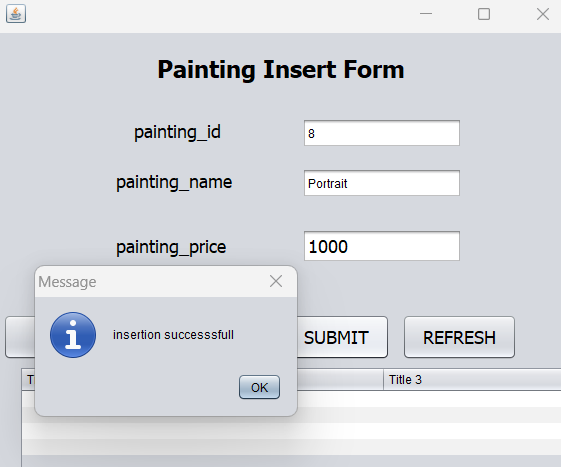 Painting Insert Form
painting_id
8
painting_name
Portrait
painting_price
1000
Message
insertion successsfull
OK
SUBMIT
REFRESH
Title 3